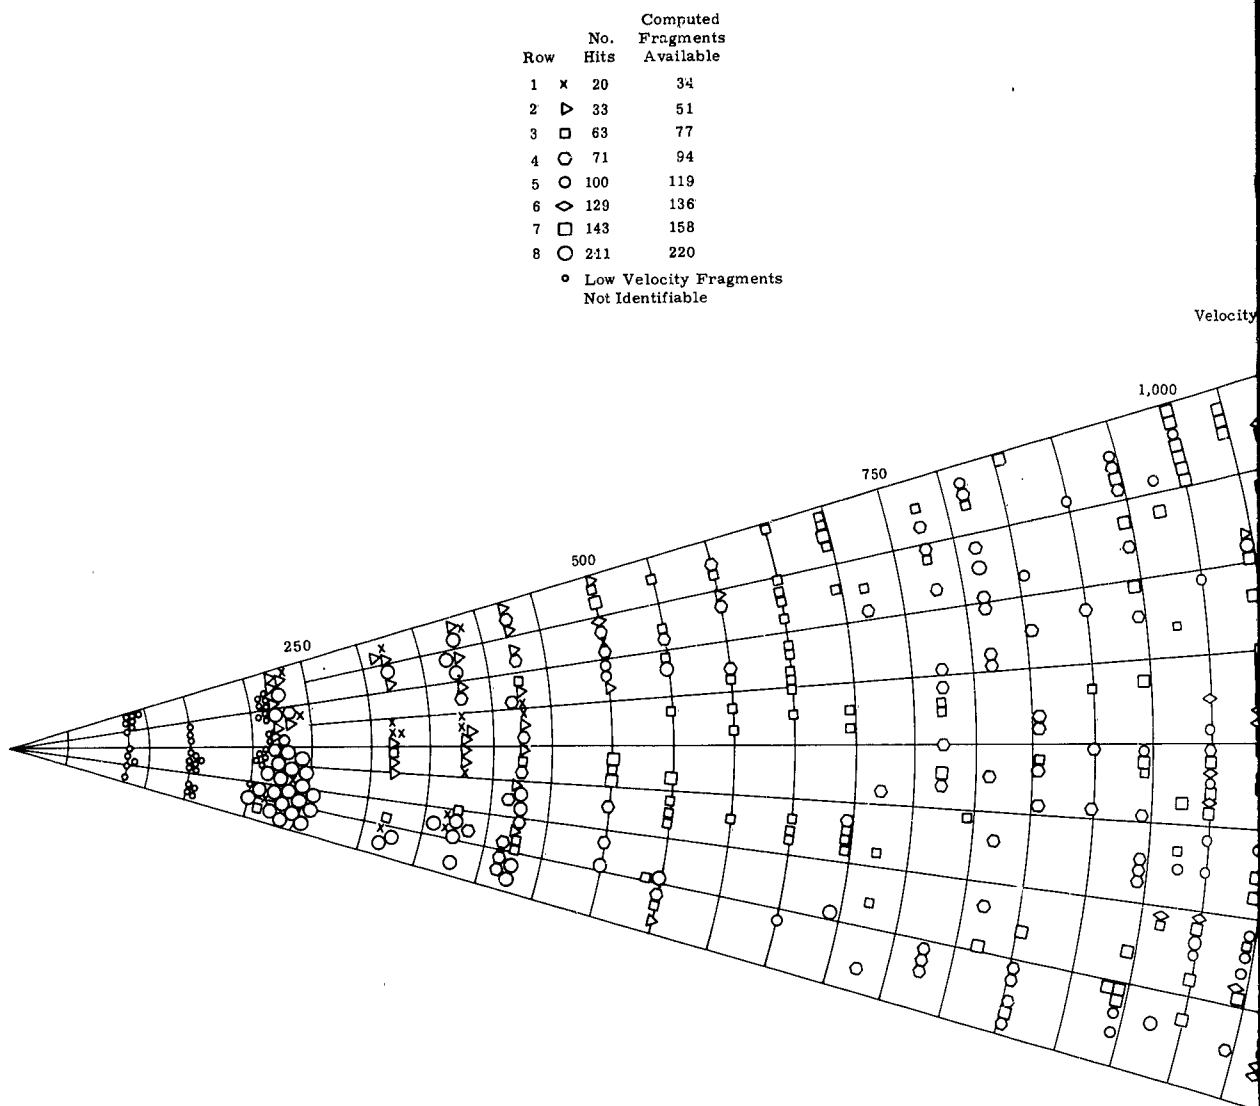 Computed
No. Fragments
Row Hits Available
1 x 20 34
2 33 51
3 63 77
4 71 94
5 100 119
6 129 136
7 143 158
8 211 220
Low Velocity Fragments
Not Identifiable
Velocity
1,000
750
500
250